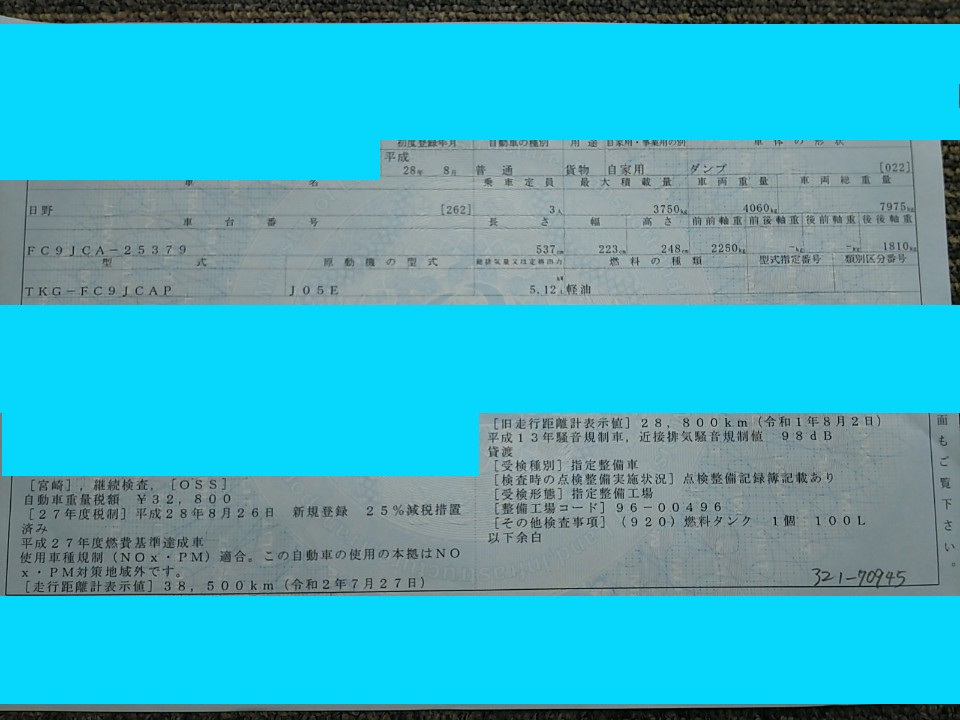 初度登録年月 自動車の種別 用途 自家用・事業用の別 車体の形状
平成
28年 8月 普通 貨物 自家用 ダンプ [022]
車名 乗車定員 最大積載量 車両重量 車両総重量
日野 [262] 3人 3750kg 4060kg 7975kg
車台番号 長さ 幅 高さ 前前軸重 前後軸重 後前軸重 後後軸重
FC9JCA-25379 537cm 223cm 248cm 2250kg -kg -kg 1810kg
型式 原動機の型式 総排気量又は定格出力 燃料の種類 型式指定番号 類別区分番号
kW
TKG-FC9JCAP J05E 5.12L 軽油
[宮崎],継続検査,[OSS]
自動車重量税額 ¥32,800
[27年度税制]平成28年8月26日 新規登録 25%減税措置
済み
平成27年度燃費基準達成車
使用車種規制(NOx・PM)適合。この自動車の使用の本拠はNO
x・PM対策地域外です。
[走行距離計表示値]38,500km(令和2年7月27日)
[旧走行距離計表示値]28,800km(令和1年8月2日)
平成13年騒音規制車,近接排気騒音規制値 98dB
貸渡
[受検種別]指定整備車
[検査時の点検整備実施状況]点検整備記録簿記載あり
[受検形態]指定整備工場
[整備工場コード]96-00496
[その他検査事項](920)燃料タンク 1個 100L
以下余白
321-70945
面もご覧下さい。